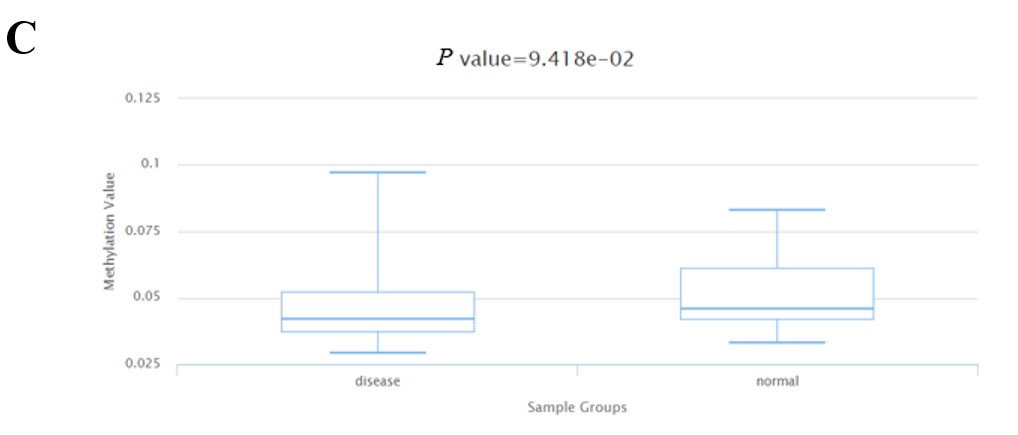 C
P value=9.418e-02
0.125
0.1
0.075
0.05
0.025
Methylation Value
disease
normal
Sample Groups